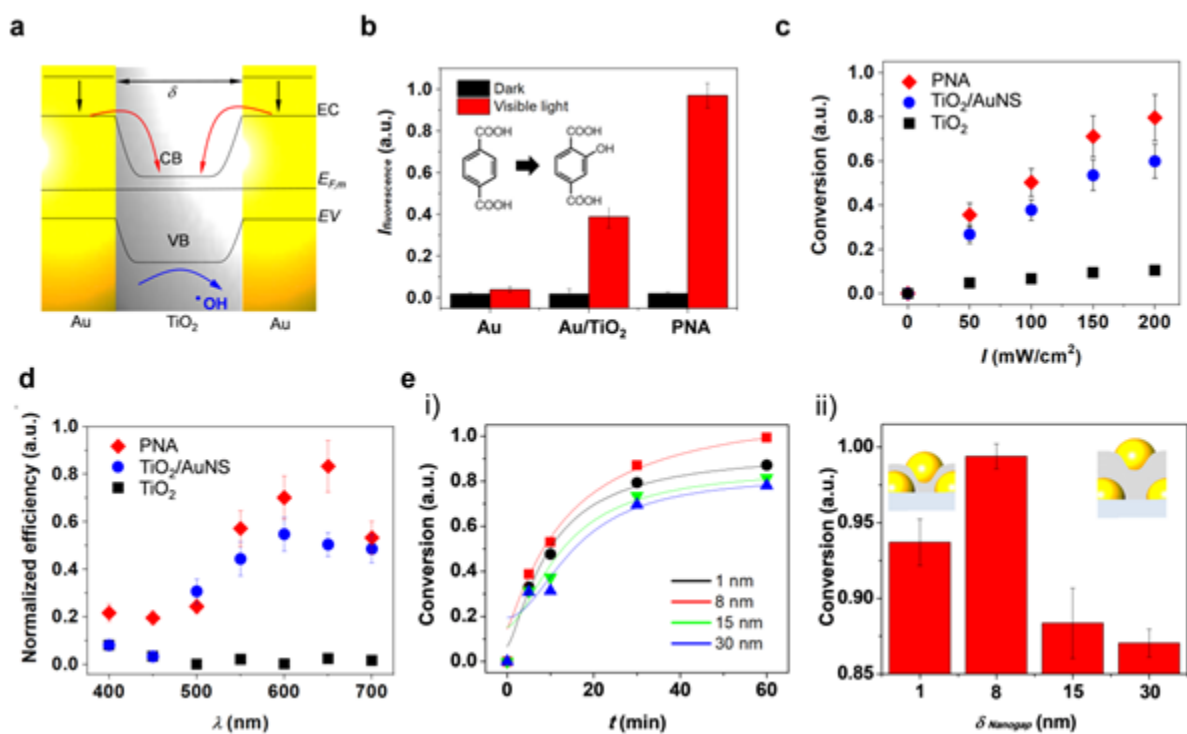 a
δ
EC
CB
E_F,m
EV
VB
•OH
Au
TiO₂
Au
b
I_fluorescence (a.u.)
1.0
0.8
0.6
0.4
0.2
0.0
Dark
Visible light
COOH
COOH
COOH
OH
COOH
Au
Au/TiO₂
PNA
c
Conversion (a.u.)
0.8
0.6
0.4
0.2
0.0
PNA
TiO₂/AuNS
TiO₂
0
50
100
150
200
I (mW/cm²)
d
Normalized efficiency (a.u.)
1.0
0.8
0.6
0.4
0.2
0.0
PNA
TiO₂/AuNS
TiO₂
400
500
600
700
λ (nm)
e
i)
Conversion (a.u.)
1.0
0.8
0.6
0.4
0.2
0.0
1 nm
8 nm
15 nm
30 nm
0
20
40
60
t (min)
ii)
Conversion (a.u.)
1.00
0.95
0.90
0.85
1
8
15
30
δ Nanogap (nm)